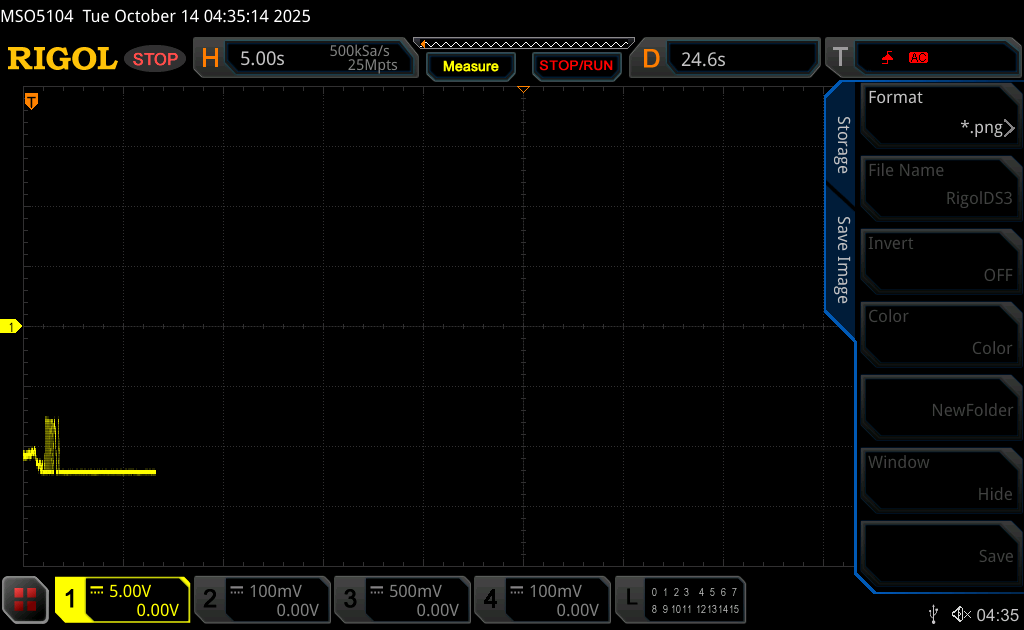 MSO5104 Tue October 14 04:35:14 2025
RIGOL STOP H 5.00s 500kSa/s 25Mpts Measure STOP/RUN D 24.6s T AC
T
Storage
Save Image
Format
*.png
File Name
RigolDS3
Invert
OFF
Color
Color
NewFolder
Window
Hide
Save
1
1 5.00V 0.00V
2 100mV 0.00V
3 500mV 0.00V
4 100mV 0.00V
L 0 1 2 3 4 5 6 7
8 9 10 11 12 13 14 15
04:35